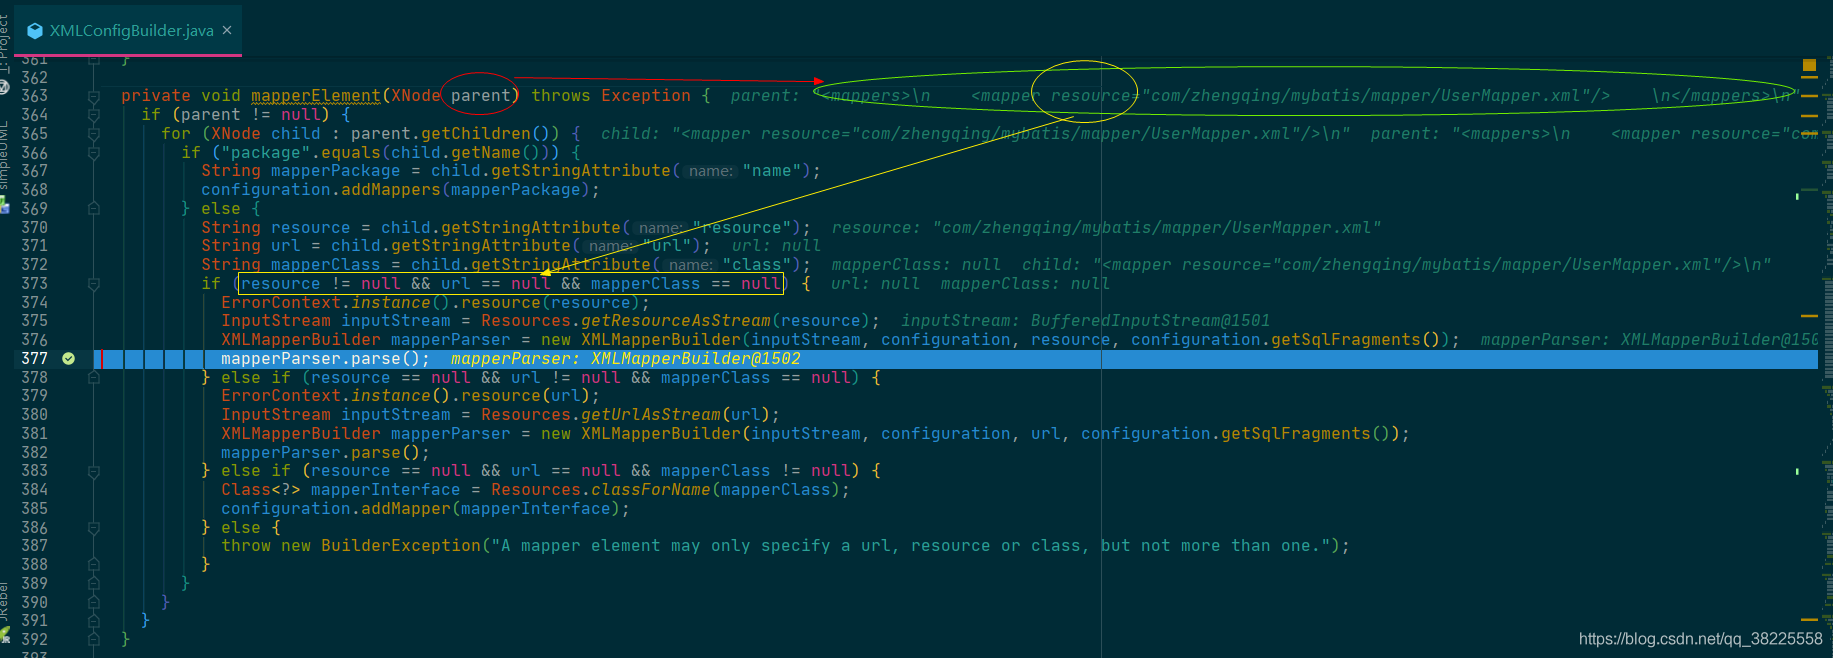 XMLConfigBuilder.java ×
1: Project
simpleUML
JRebel
361 }
362
363 private void mapperElement(XNode parent) throws Exception { parent: "<mappers>\n    <mapper resource="com/zhengqing/mybatis/mapper/UserMapper.xml"/>    \n</mappers>\n"
364 if (parent != null) {
365 for (XNode child : parent.getChildren()) { child: "<mapper resource="com/zhengqing/mybatis/mapper/UserMapper.xml"/>\n" parent: "<mappers>\n    <mapper resource="com
366 if ("package".equals(child.getName())) {
367 String mapperPackage = child.getStringAttribute( name: "name");
368 configuration.addMappers(mapperPackage);
369 } else {
370 String resource = child.getStringAttribute( name: "resource"); resource: "com/zhengqing/mybatis/mapper/UserMapper.xml"
371 String url = child.getStringAttribute( name: "url"); url: null
372 String mapperClass = child.getStringAttribute( name: "class"); mapperClass: null child: "<mapper resource="com/zhengqing/mybatis/mapper/UserMapper.xml"/>\n"
373 if (resource != null && url == null && mapperClass == null) { url: null mapperClass: null
374 ErrorContext.instance().resource(resource);
375 InputStream inputStream = Resources.getResourceAsStream(resource); inputStream: BufferedInputStream@1501
376 XMLMapperBuilder mapperParser = new XMLMapperBuilder(inputStream, configuration, resource, configuration.getSqlFragments()); mapperParser: XMLMapperBuilder@150
377 mapperParser.parse(); mapperParser: XMLMapperBuilder@1502
378 } else if (resource == null && url != null && mapperClass == null) {
379 ErrorContext.instance().resource(url);
380 InputStream inputStream = Resources.getUrlAsStream(url);
381 XMLMapperBuilder mapperParser = new XMLMapperBuilder(inputStream, configuration, url, configuration.getSqlFragments());
382 mapperParser.parse();
383 } else if (resource == null && url == null && mapperClass != null) {
384 Class<?> mapperInterface = Resources.classForName(mapperClass);
385 configuration.addMapper(mapperInterface);
386 } else {
387 throw new BuilderException("A mapper element may only specify a url, resource or class, but not more than one.");
388 }
389 }
390 }
391 }
392 }
393
https://blog.csdn.net/qq_38225558